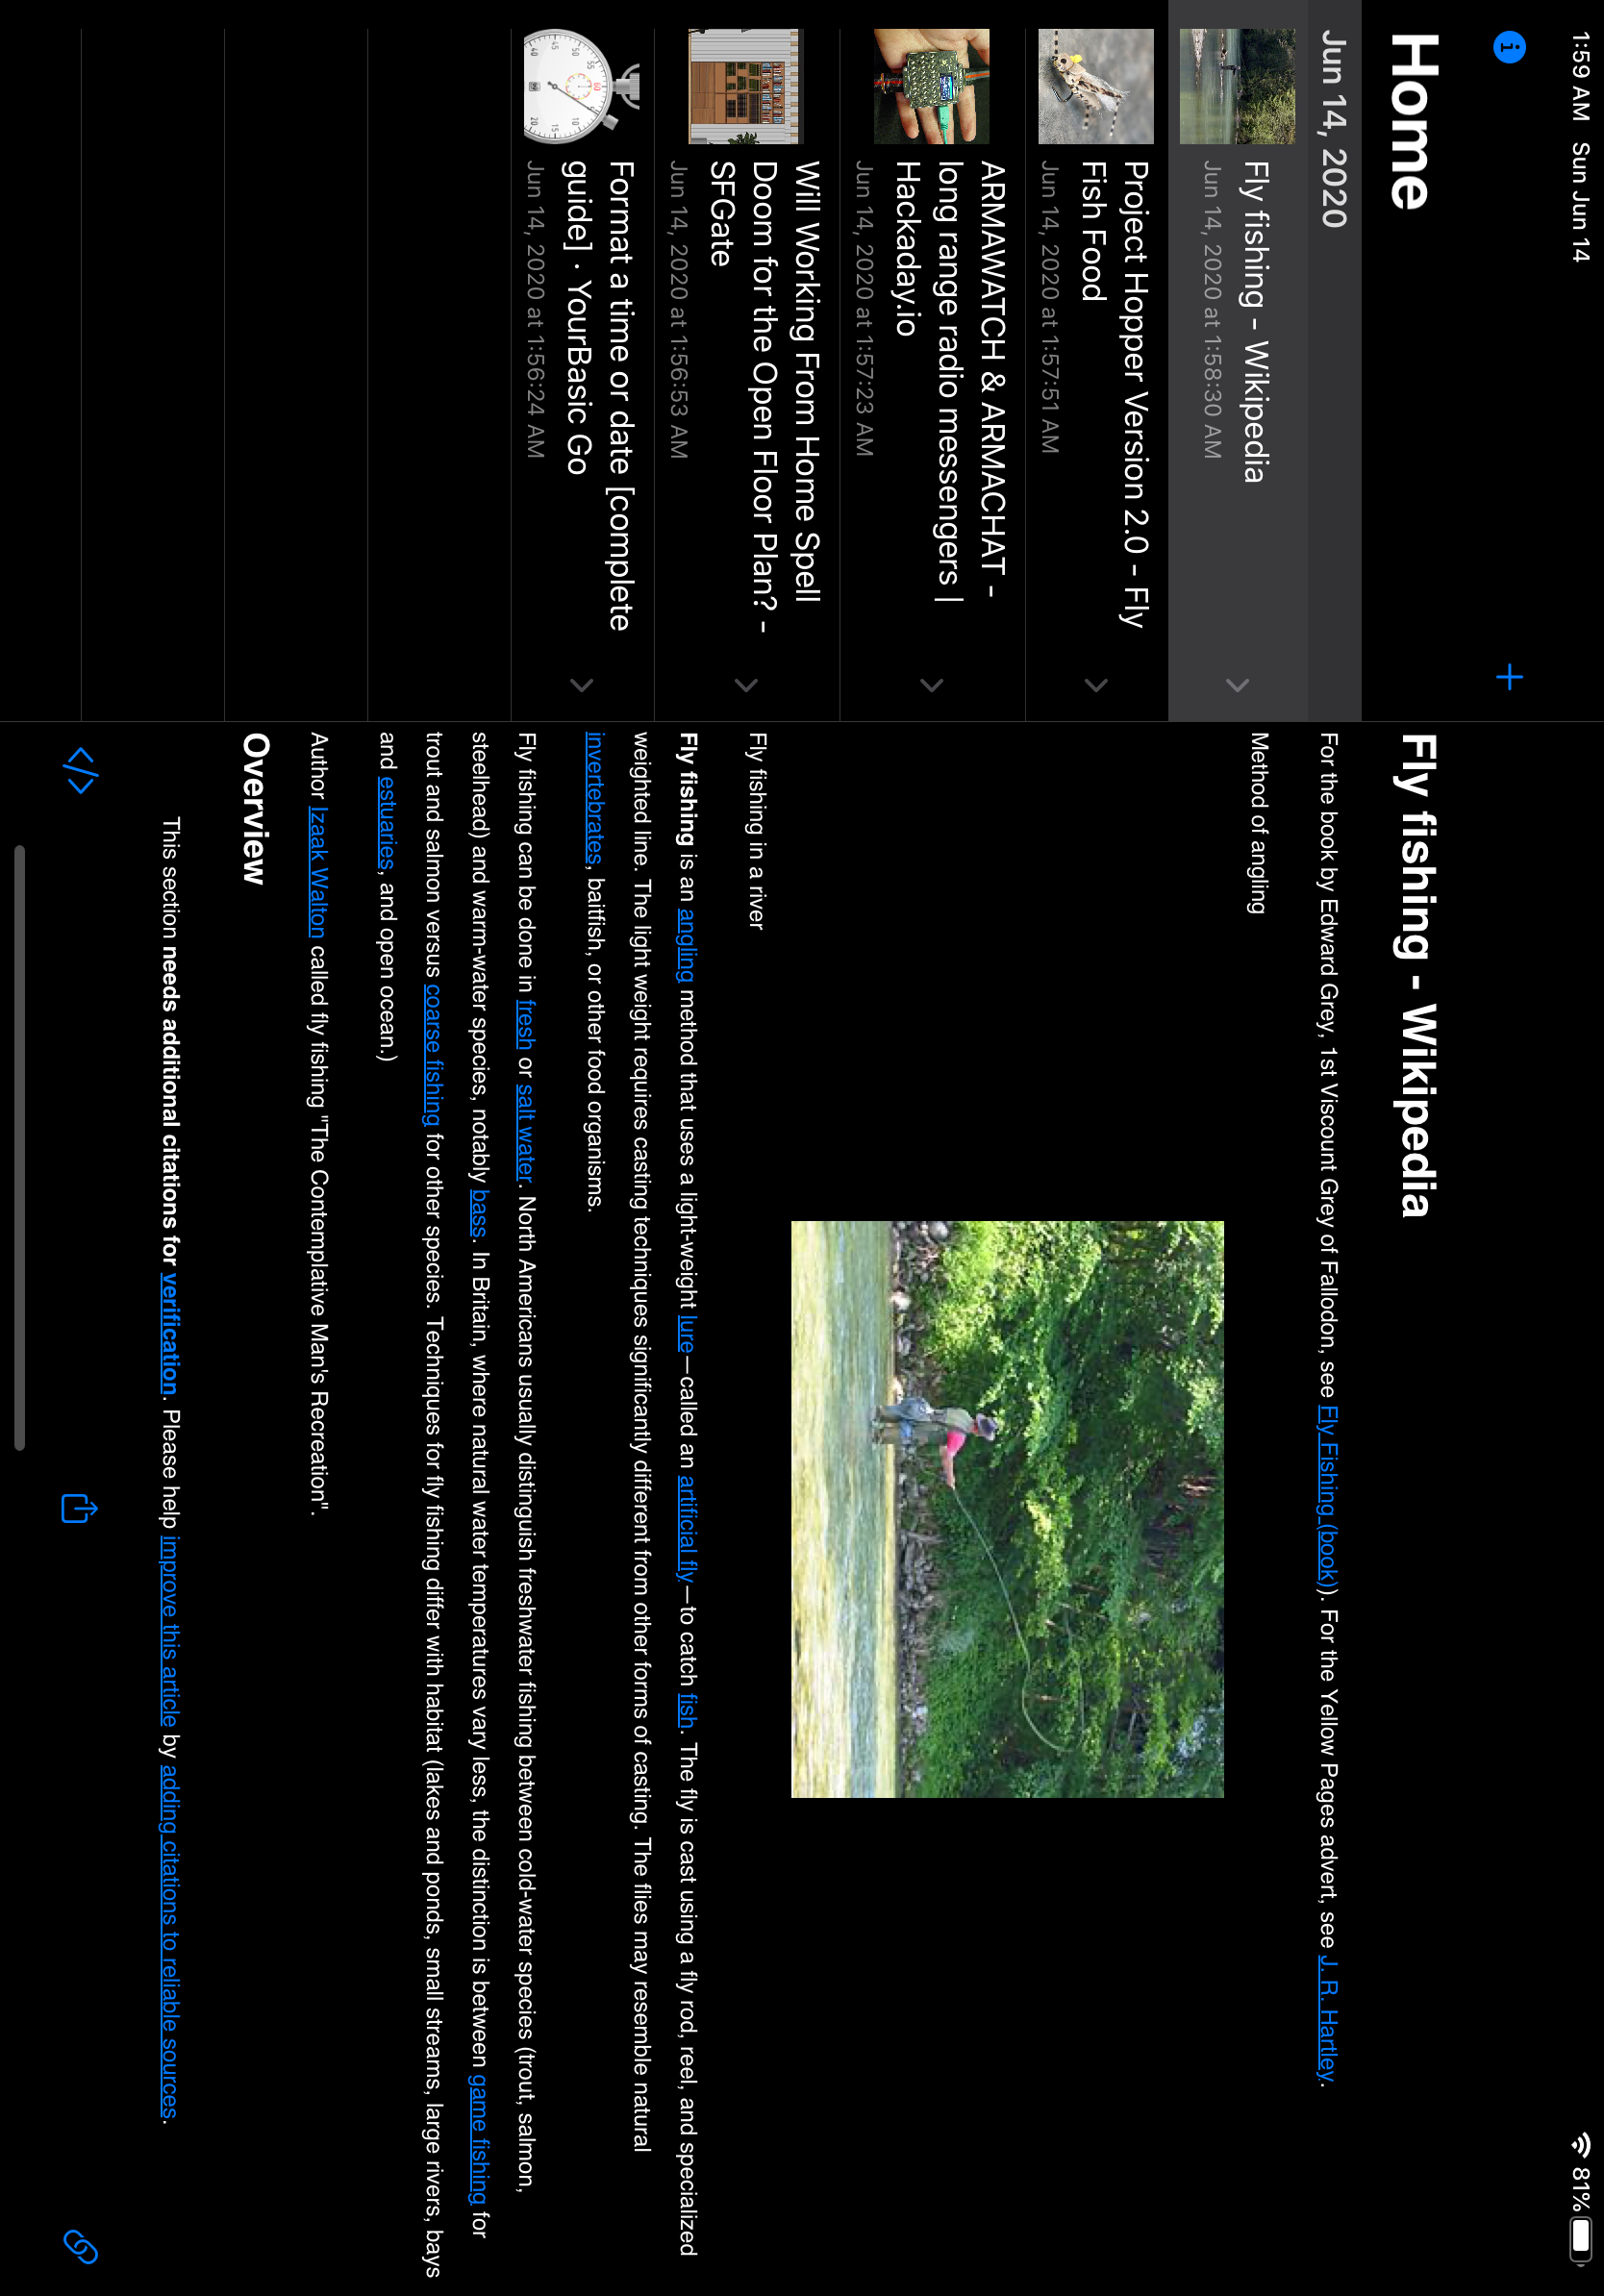 1:59 AM Sun Jun 14
81%
Home
Jun 14, 2020
Fly fishing - Wikipedia
Jun 14, 2020 at 1:58:30 AM
Project Hopper Version 2.0 - Fly
Fish Food
Jun 14, 2020 at 1:57:51 AM
ARMAWATCH & ARMACHAT -
long range radio messengers |
Hackaday.io
Jun 14, 2020 at 1:57:23 AM
Will Working From Home Spell
Doom for the Open Floor Plan? -
SFGate
Jun 14, 2020 at 1:56:53 AM
Format a time or date [complete
guide] · YourBasic Go
Jun 14, 2020 at 1:56:24 AM
Fly fishing - Wikipedia
For the book by Edward Grey, 1st Viscount Grey of Fallodon, see Fly Fishing (book)). For the Yellow Pages advert, see J. R. Hartley.
Method of angling
Fly fishing in a river
Fly fishing is an angling method that uses a light-weight lure—called an artificial fly—to catch fish. The fly is cast using a fly rod, reel, and specialized
weighted line. The light weight requires casting techniques significantly different from other forms of casting. The flies may resemble natural
invertebrates, baitfish, or other food organisms.
Fly fishing can be done in fresh or salt water. North Americans usually distinguish freshwater fishing between cold-water species (trout, salmon,
steelhead) and warm-water species, notably bass. In Britain, where natural water temperatures vary less, the distinction is between game fishing for
trout and salmon versus coarse fishing for other species. Techniques for fly fishing differ with habitat (lakes and ponds, small streams, large rivers, bays
and estuaries, and open ocean.)
Author Izaak Walton called fly fishing "The Contemplative Man's Recreation".
Overview
This section needs additional citations for verification. Please help improve this article by adding citations to reliable sources.